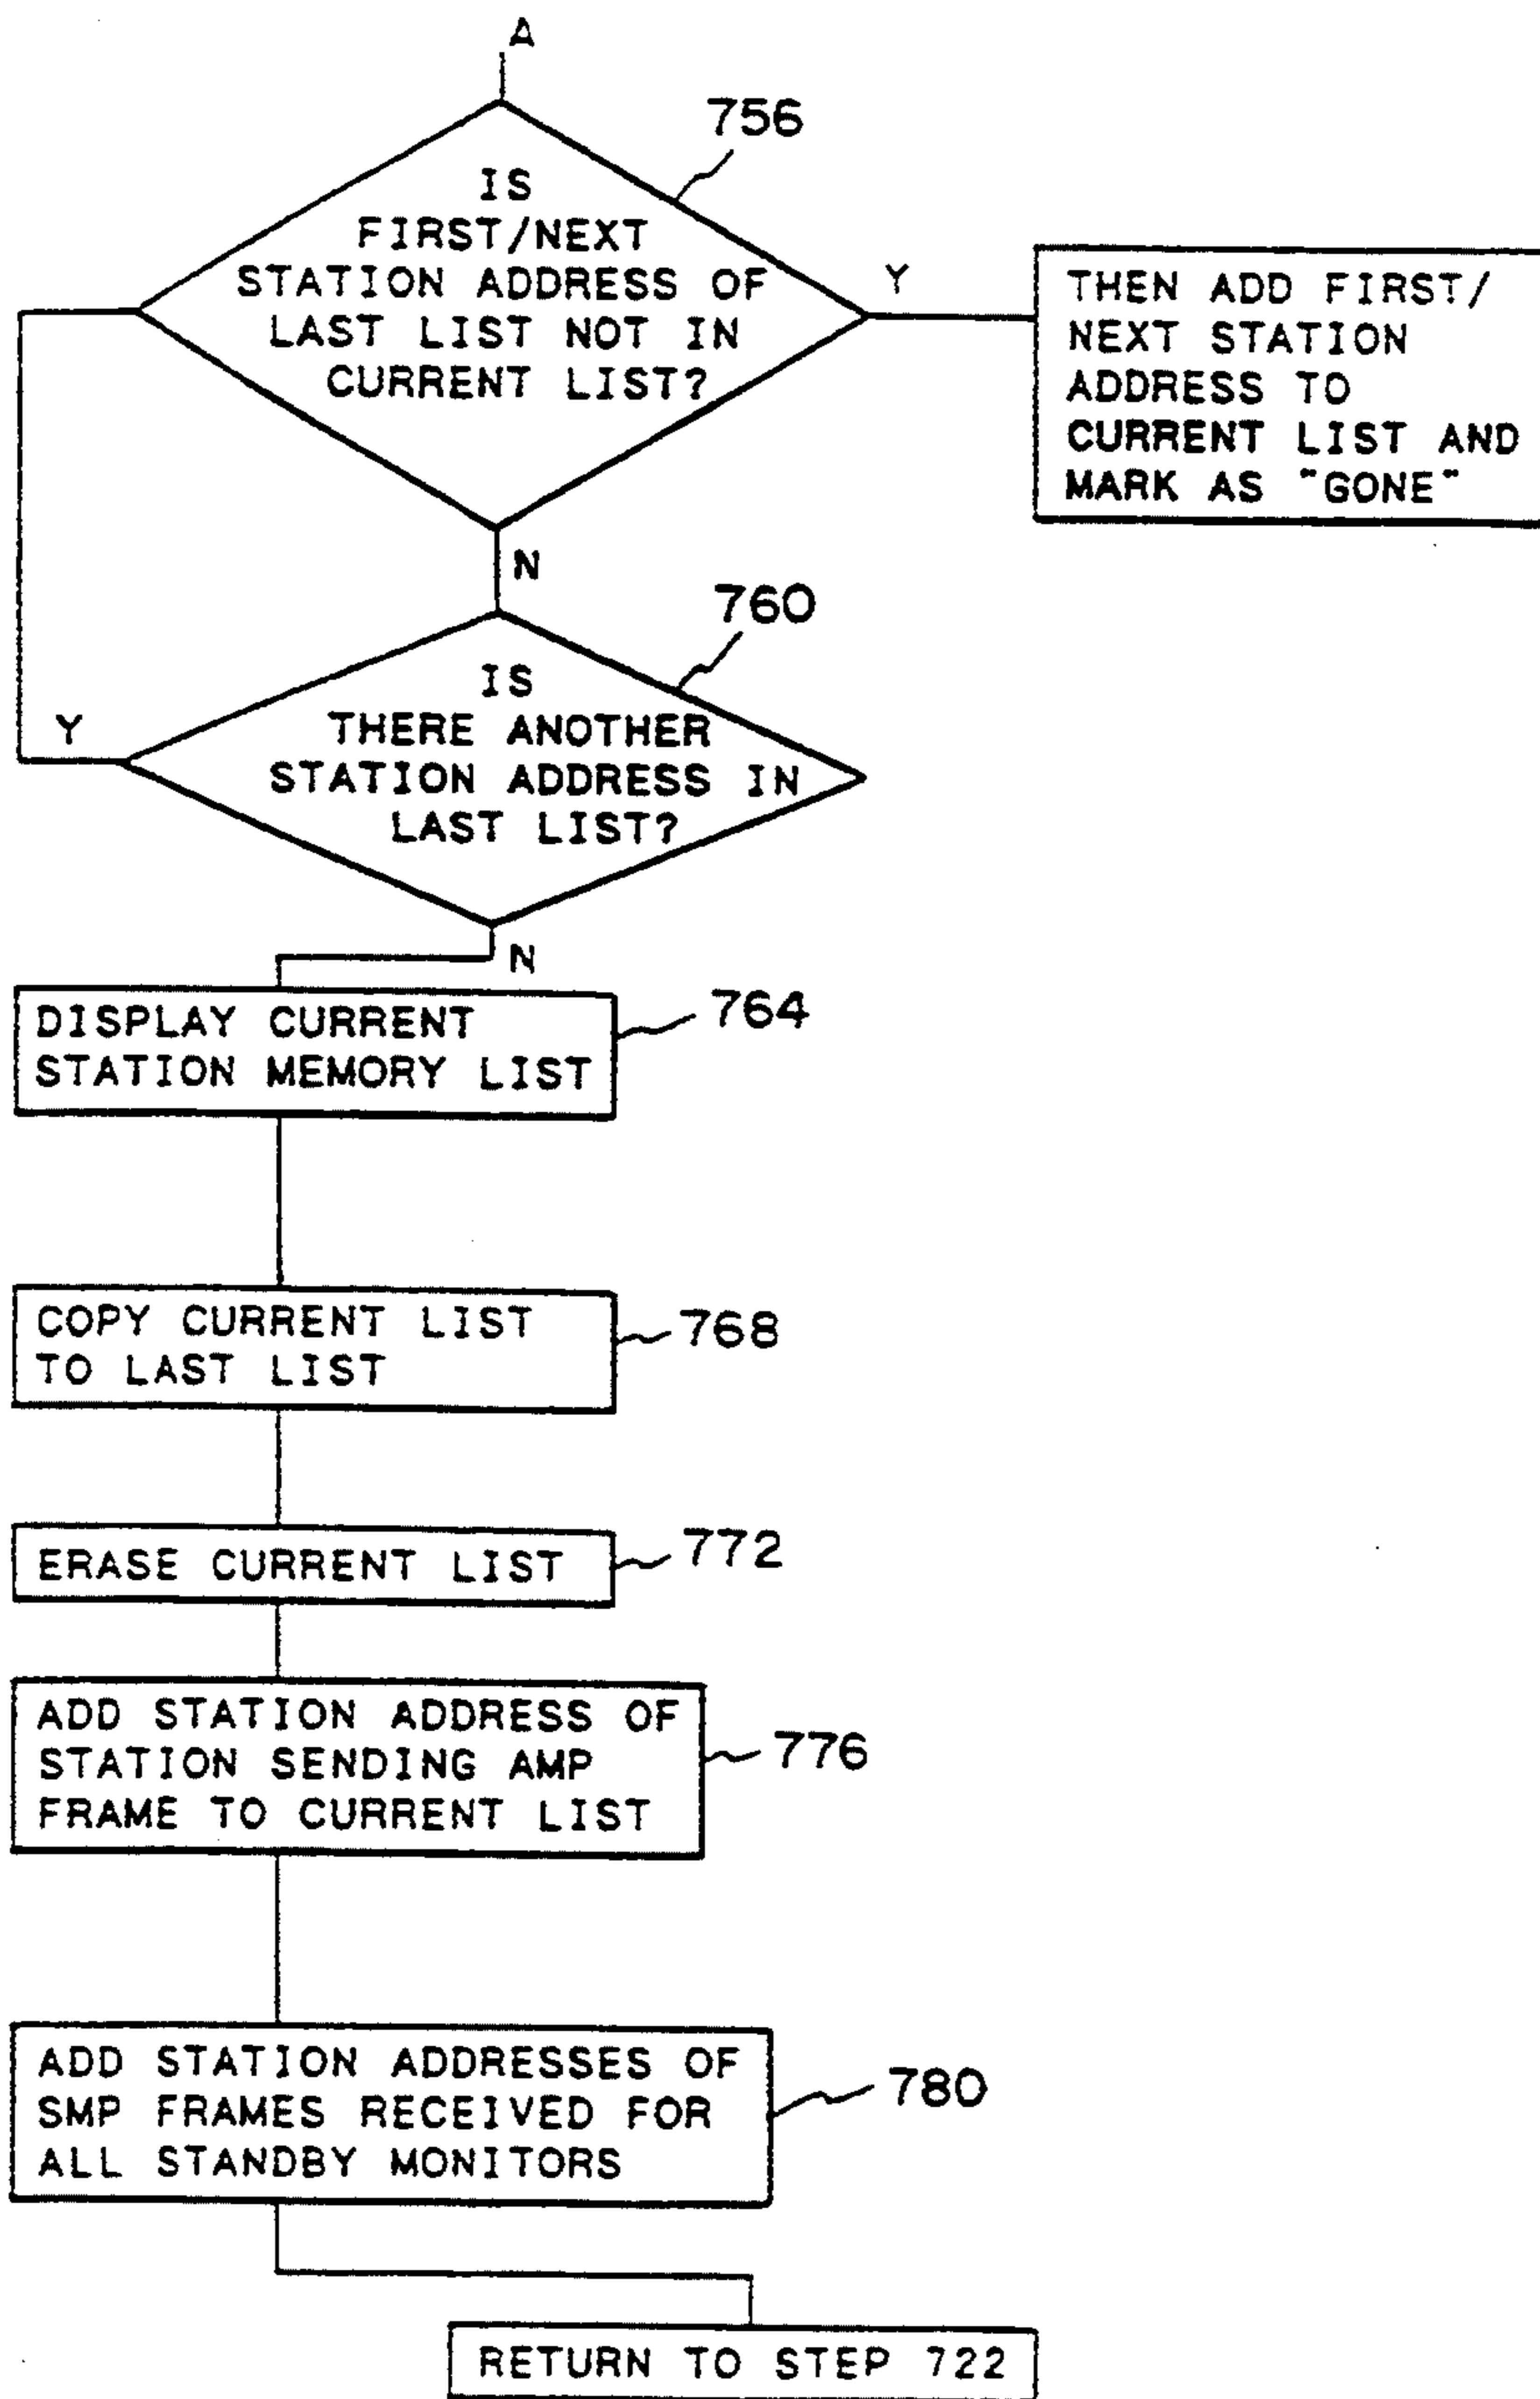 A
756
IS
FIRST/NEXT
STATION ADDRESS OF
LAST LIST NOT IN
CURRENT LIST?
Y
THEN ADD FIRST/
NEXT STATION
ADDRESS TO
CURRENT LIST AND
MARK AS "GONE"
N
760
IS
THERE ANOTHER
STATION ADDRESS IN
LAST LIST?
Y
N
DISPLAY CURRENT
STATION MEMORY LIST
764
COPY CURRENT LIST
TO LAST LIST
768
ERASE CURRENT LIST
772
ADD STATION ADDRESS OF
STATION SENDING AMP
FRAME TO CURRENT LIST
776
ADD STATION ADDRESSES OF
SMP FRAMES RECEIVED FOR
ALL STANDBY MONITORS
780
RETURN TO STEP 722